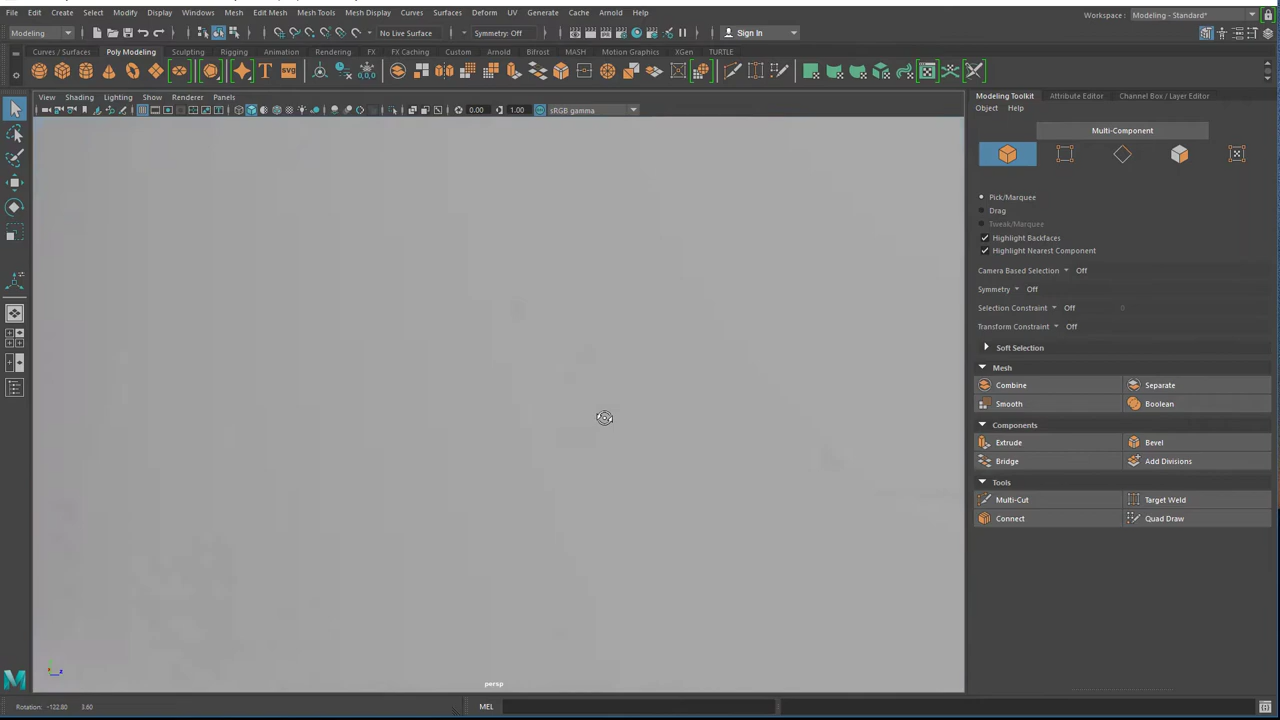 File Edit Create Select Modify Display Windows Mesh Edit Mesh Mesh Tools Mesh Display Curves Surfaces Deform UV Generate Cache Arnold Help
Workspace : Modeling - Standard*
Modeling
No Live Surface
Symmetry: Off
Sign In
Curves / Surfaces Poly Modeling Sculpting Rigging Animation Rendering FX FX Caching Custom Arnold Bifrost MASH Motion Graphics XGen TURTLE
View Shading Lighting Show Renderer Panels
0.00 1.00 sRGB gamma
Modeling Toolkit Attribute Editor Channel Box / Layer Editor
Object Help
Multi-Component
Pick/Marquee
Drag
Tweak/Marquee
Highlight Backfaces
Highlight Nearest Component
Camera Based Selection Off
Symmetry Off
Selection Constraint Off 0
Transform Constraint Off
Soft Selection
Mesh
Combine Separate
Smooth Boolean
Components
Extrude Bevel
Bridge Add Divisions
Tools
Multi-Cut Target Weld
Connect Quad Draw
persp
Rotation: -122.80 3.60
MEL